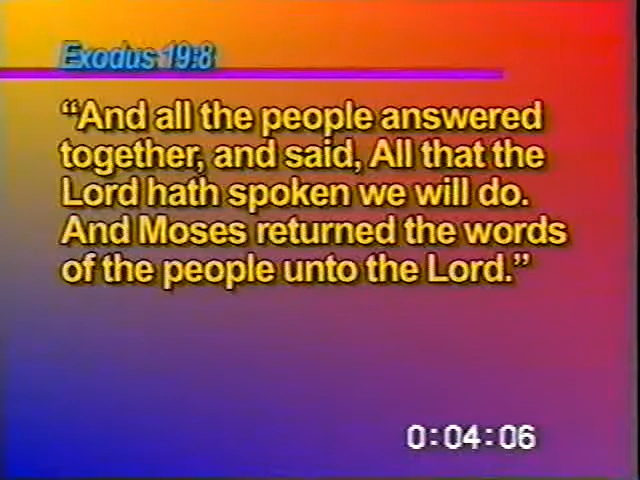 Exodus 19:8
“And all the people answered
together, and said, All that the
Lord hath spoken we will do.
And Moses returned the words
of the people unto the Lord.”
0:04:06